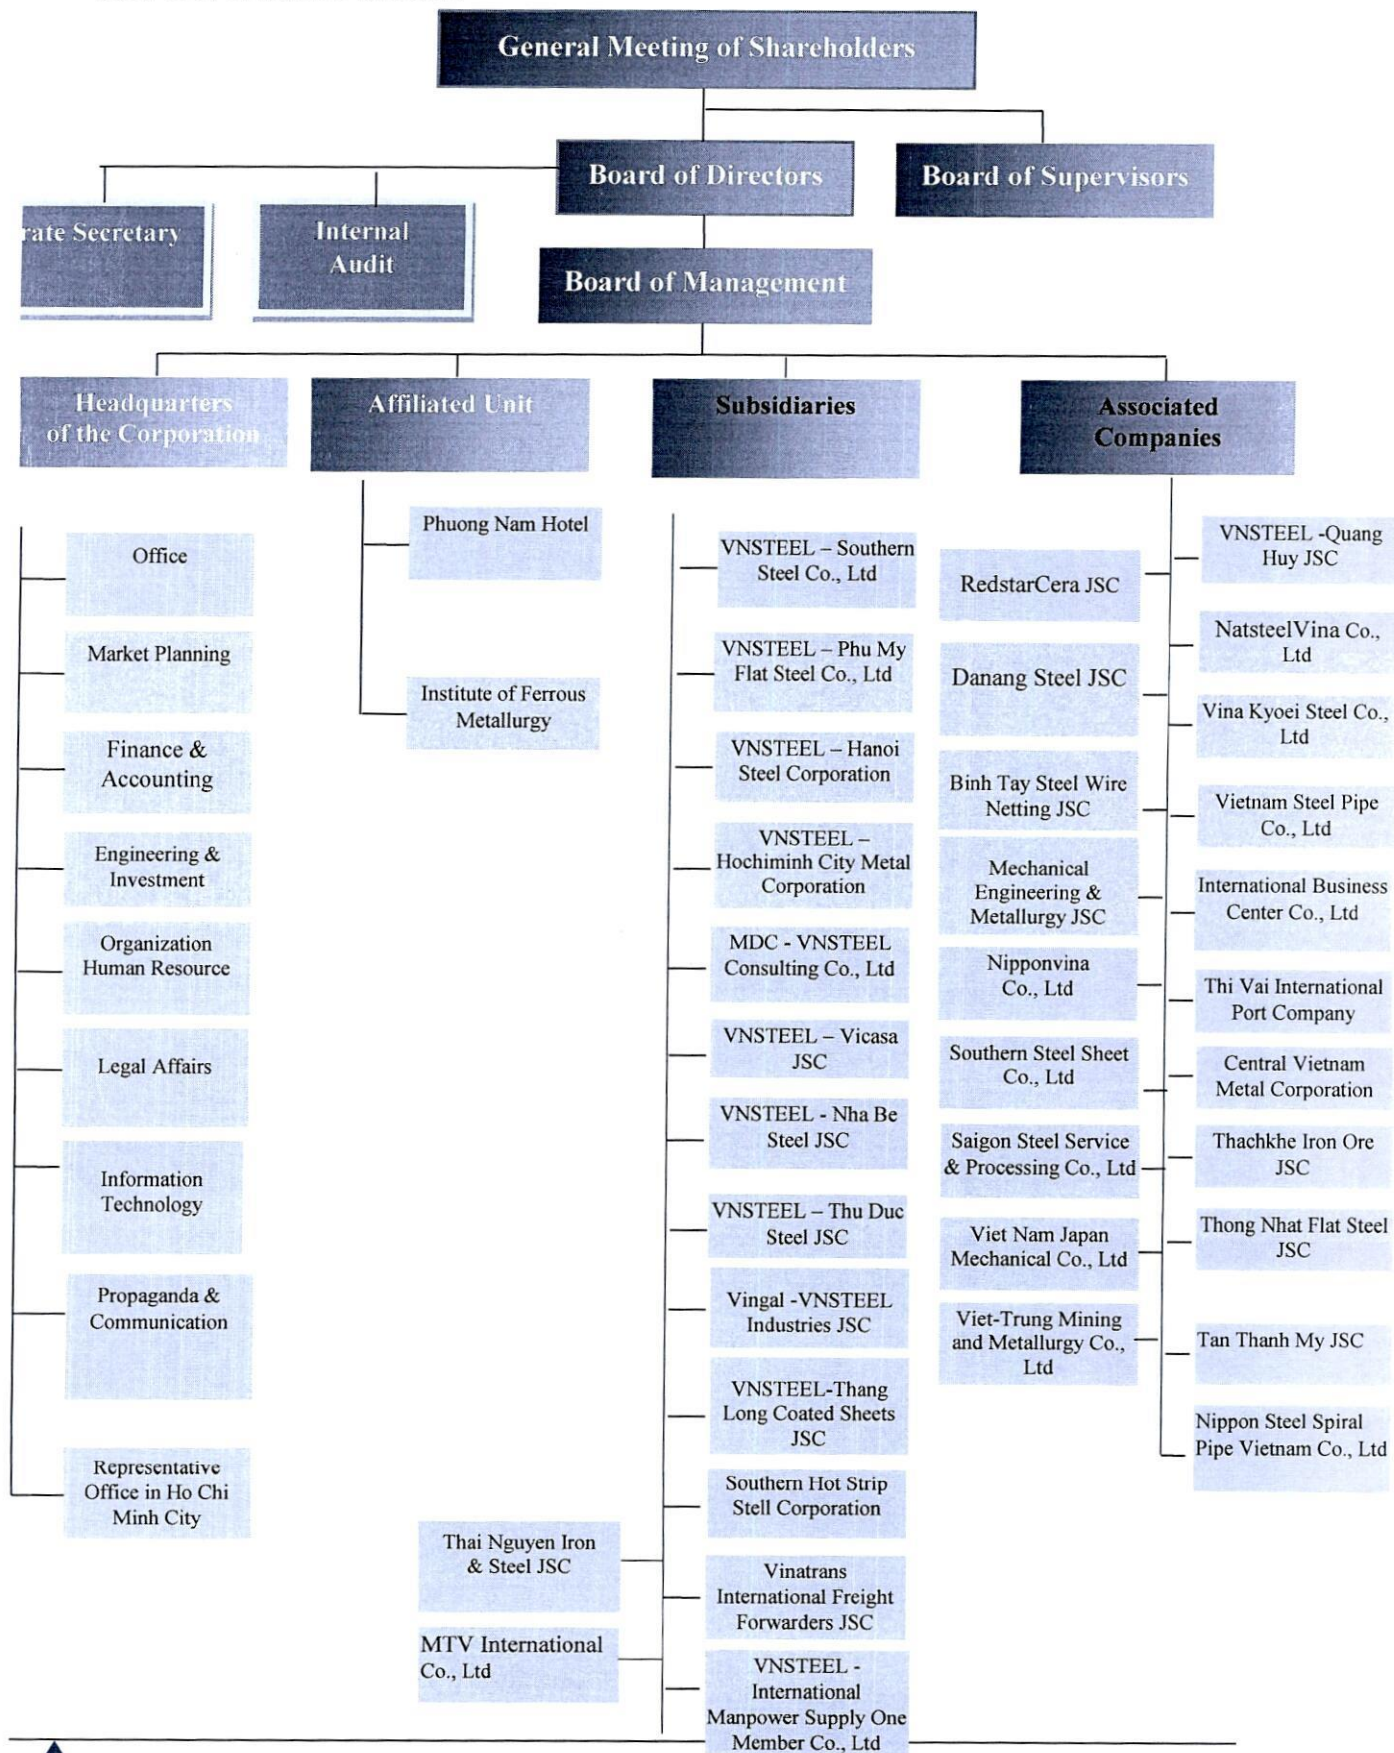 General Meeting of Shareholders
Board of Directors
Board of Supervisors
rate Secretary
Internal
Audit
Board of Management
Headquarters
of the Corporation
Affiliated Unit
Subsidiaries
Associated
Companies
Office
Market Planning
Finance &
Accounting
Engineering &
Investment
Organization
Human Resource
Legal Affairs
Information
Technology
Propaganda &
Communication
Representative
Office in Ho Chi
Minh City
Phuong Nam Hotel
Institute of Ferrous
Metallurgy
VNSTEEL – Southern
Steel Co., Ltd
VNSTEEL – Phu My
Flat Steel Co., Ltd
VNSTEEL – Hanoi
Steel Corporation
VNSTEEL –
Hochiminh City Metal
Corporation
MDC - VNSTEEL
Consulting Co., Ltd
VNSTEEL – Vicasa
JSC
VNSTEEL - Nha Be
Steel JSC
VNSTEEL – Thu Duc
Steel JSC
Vingal -VNSTEEL
Industries JSC
VNSTEEL-Thang
Long Coated Sheets
JSC
Southern Hot Strip
Stell Corporation
Vinatrans
International Freight
Forwarders JSC
VNSTEEL -
International
Manpower Supply One
Member Co., Ltd
Thai Nguyen Iron
& Steel JSC
MTV International
Co., Ltd
RedstarCera JSC
Danang Steel JSC
Binh Tay Steel Wire
Netting JSC
Mechanical
Engineering &
Metallurgy JSC
Nipponvina
Co., Ltd
Southern Steel Sheet
Co., Ltd
Saigon Steel Service
& Processing Co., Ltd
Viet Nam Japan
Mechanical Co., Ltd
Viet-Trung Mining
and Metallurgy Co.,
Ltd
VNSTEEL -Quang
Huy JSC
NatsteelVina Co.,
Ltd
Vina Kyoei Steel Co.,
Ltd
Vietnam Steel Pipe
Co., Ltd
International Business
Center Co., Ltd
Thi Vai International
Port Company
Central Vietnam
Metal Corporation
Thachkhe Iron Ore
JSC
Thong Nhat Flat Steel
JSC
Tan Thanh My JSC
Nippon Steel Spiral
Pipe Vietnam Co., Ltd